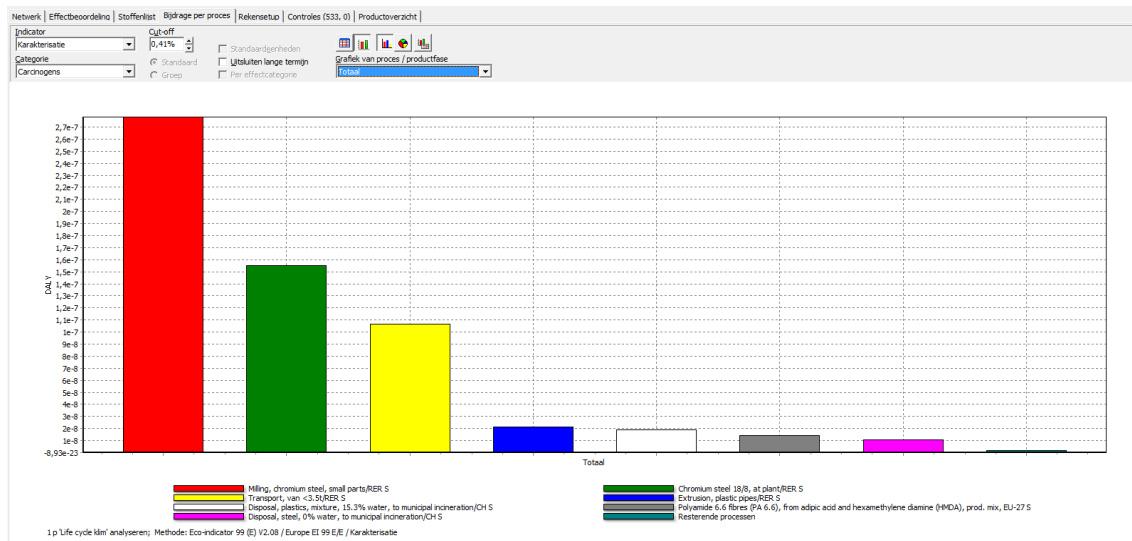 Netwerk | Effectbeoordeling | Stoffenlijst | Bijdrage per proces | Rekensetup | Controles (533, 0) | Productoverzicht
Indicator
Cut-off
Karakterisatie
0,41%
Standaardgenheden
Categorie
Standaard
Uitsluiten lange termijn
Grafiek van proces / productfase
Carcinogens
Groep
Per effectcategorie
Totaal
2,7e-7
2,6e-7
2,5e-7
2,4e-7
2,3e-7
2,2e-7
2,1e-7
2e-7
1,9e-7
1,8e-7
1,7e-7
1,6e-7
1,5e-7
1,4e-7
1,3e-7
1,2e-7
1,1e-7
1e-7
9e-8
8e-8
7e-8
6e-8
5e-8
4e-8
3e-8
2e-8
1e-8
-8,93e-23
DALY
Totaal
Milling, chromium steel, small parts/RER S
Chromium steel 18/8, at plant/RER S
Transport, van <3.5t/RER S
Extrusion, plastic pipes/RER S
Disposal, plastics, mixture, 15.3% water, to municipal incineration/CH S
Polyamide 6.6 fibres (PA 6.6), from adipic acid and hexamethylene diamine (HMDA), prod. mix, EU-27 S
Disposal, steel, 0% water, to municipal incineration/CH S
Resterende processen
1 p 'Life cycle klim' analyseren; Methode: Eco-indicator 99 (E) V2.08 / Europe EI 99 E/E / Karakterisatie